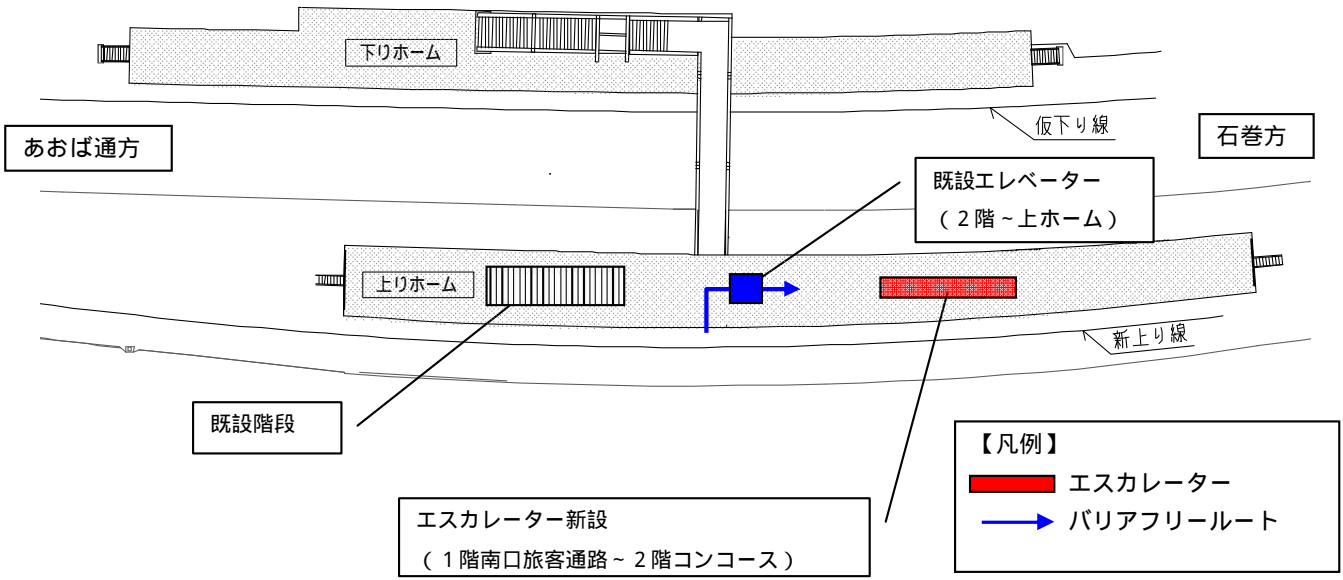 下りホーム
仮下り線
あおば通方
石巻方
既設エレベーター
（２階～上ホーム）
上りホーム
新上り線
既設階段
【凡例】
エスカレーター
バリアフリールート
エスカレーター新設
（１階南口旅客通路～２階コンコース）